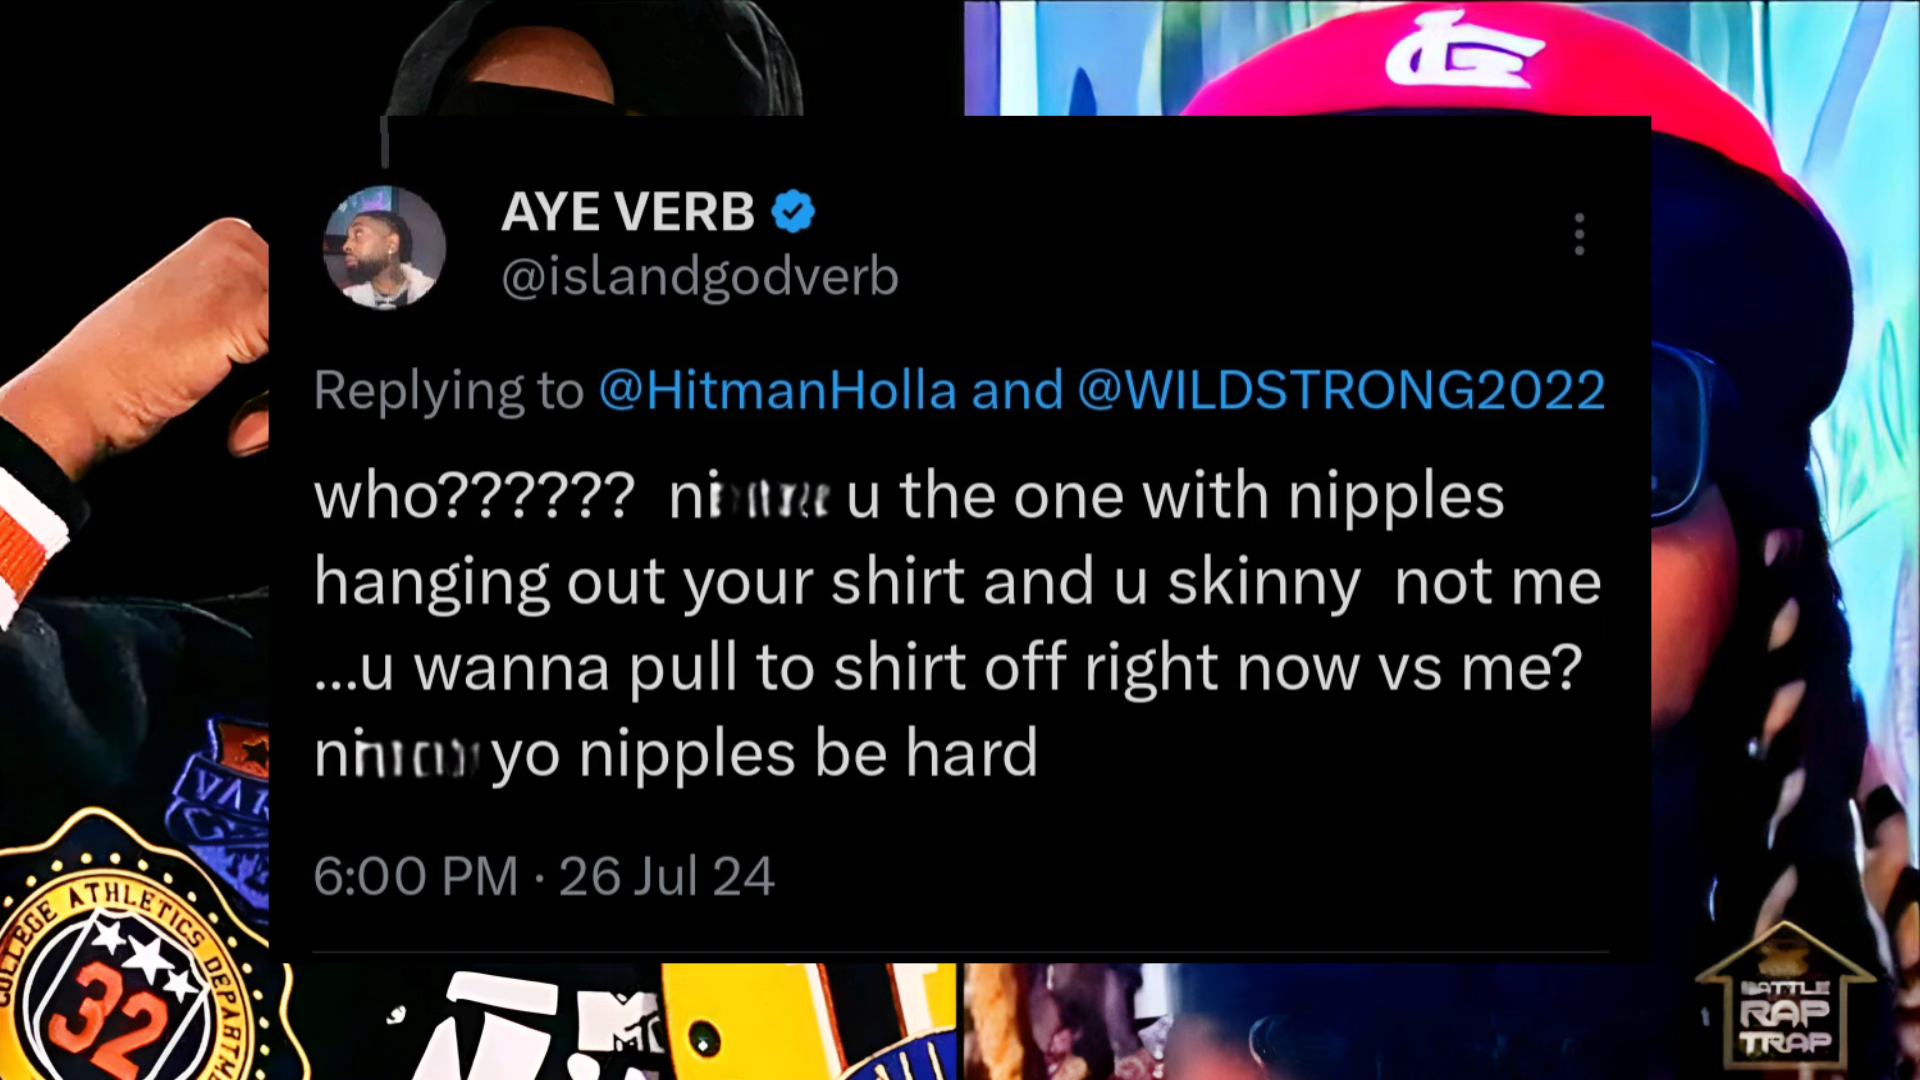 AYE VERB
@islandgodverb
Replying to @HitmanHolla and @WILDSTRONG2022
who?????? ni u the one with nipples
hanging out your shirt and u skinny not me
...u wanna pull to shirt off right now vs me?
ni yo nipples be hard
6:00 PM · 26 Jul 24
COLLEGE ATHLETICS
32
BATTLE
RAP
TRAP